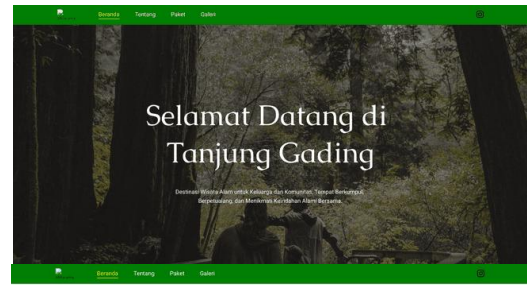 Beranda Tentang Paket Galeri
Selamat Datang di
Tanjung Gading
Destinasi Wisata Alam untuk Keluarga dan Komunitas, Tempat Berkumpul,
Berpetualang, dan Menikmati Keindahan Alam Bersama.
Beranda Tentang Paket Galeri